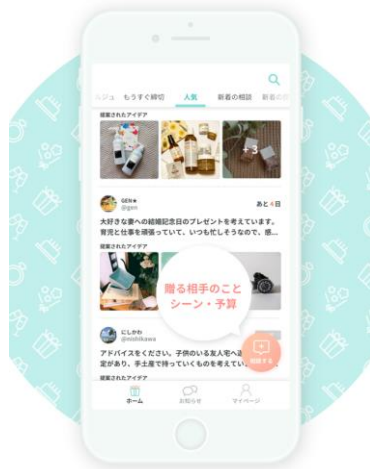 もうすぐ締切 人気 新着の相談
提案されたアイデア
+3
GEN★
@gen
あと4日
大好きな妻への結婚記念日のプレゼントを考えています。
育児と仕事を頑張っていて、いつも忙しそうなので、感...
提案されたアイデア
贈る相手のこと
シーン・予算
にしかわ
@nishikawa
アドバイスをください。子供のいる友人宅へ
定があり、手土産で持っていくものを考えてい
相談する
提案されたアイデア
ホーム お知らせ マイページ